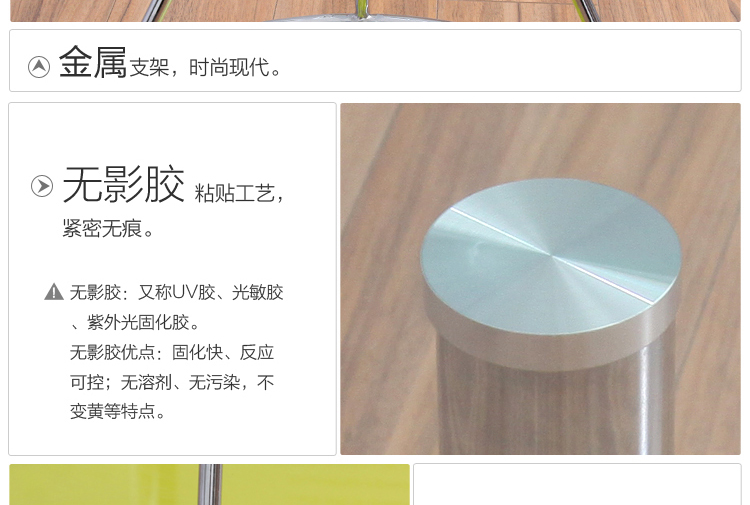 金属支架，时尚现代。
无影胶 粘贴工艺，
紧密无痕。
无影胶：又称UV胶、光敏胶
、紫外光固化胶。
无影胶优点：固化快、反应
可控；无溶剂、无污染，不
变黄等特点。